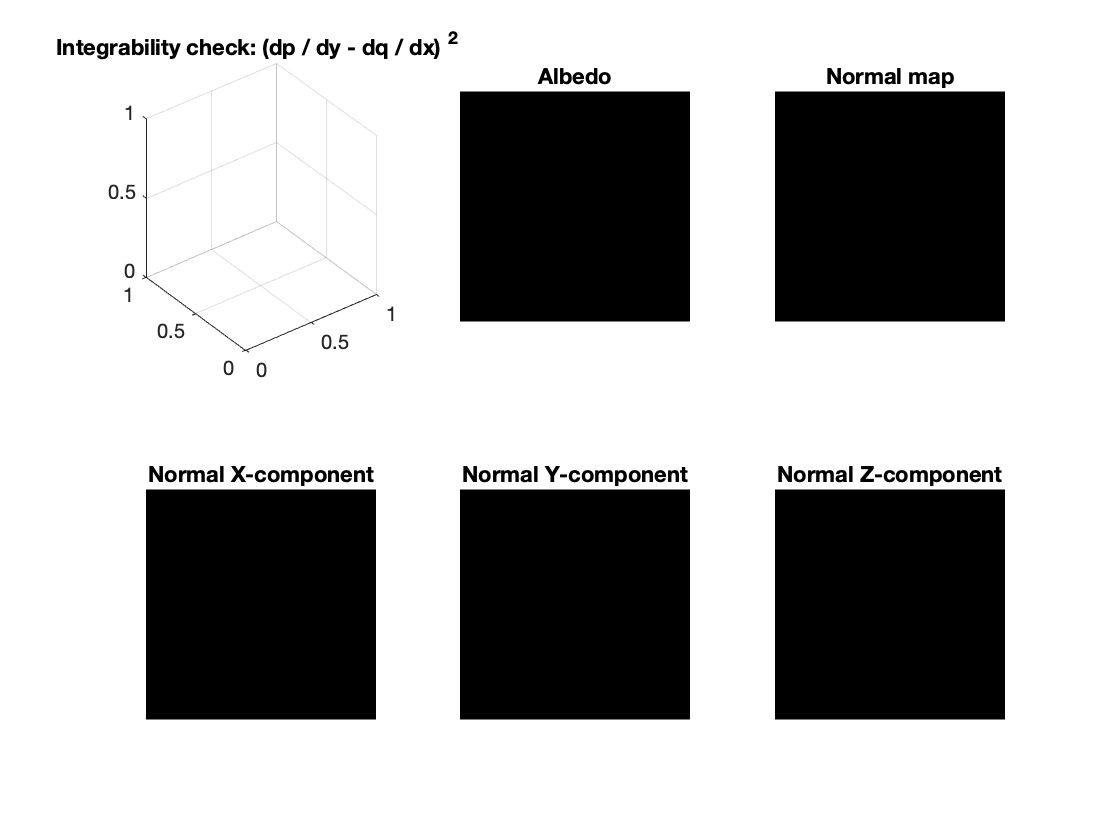 Integrability check: (dp / dy - dq / dx) ²
Albedo
Normal map
1
0.5
0
1
0.5
0
0
0.5
1
Normal X-component
Normal Y-component
Normal Z-component